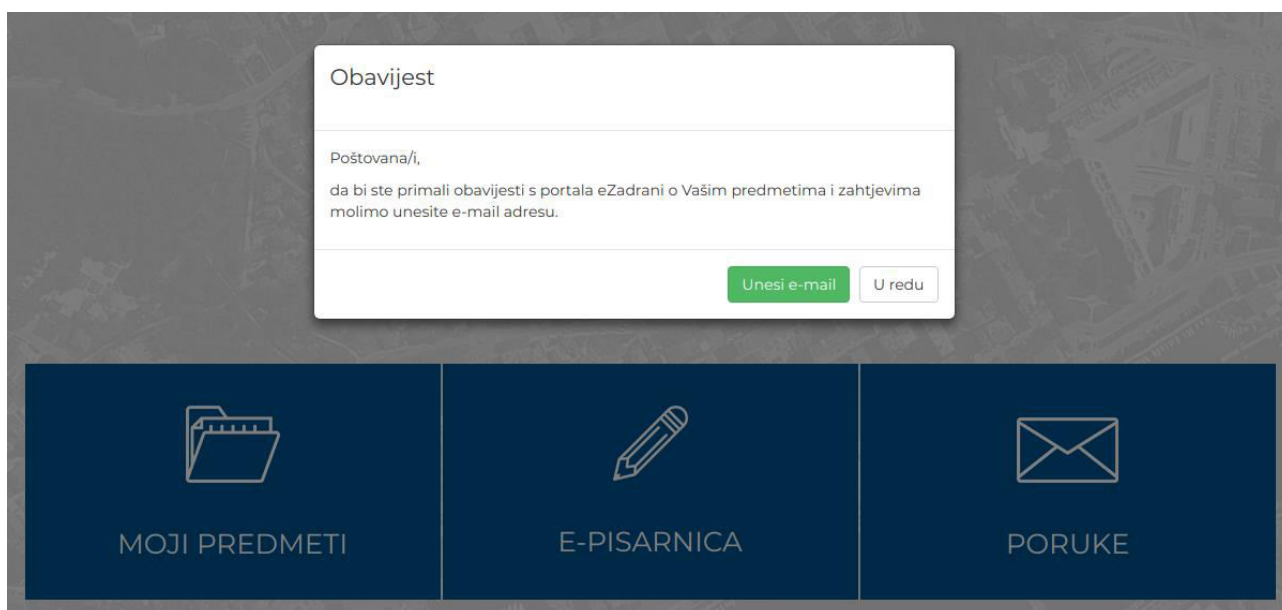 Obavijest
Poštovana/i,
da bi ste primali obavijesti s portala eZadrani o Vašim predmetima i zahtjevima
molimo unesite e-mail adresu.
Unesi e-mail
U redu
MOJI PREDMETI
E-PISARNICA
PORUKE